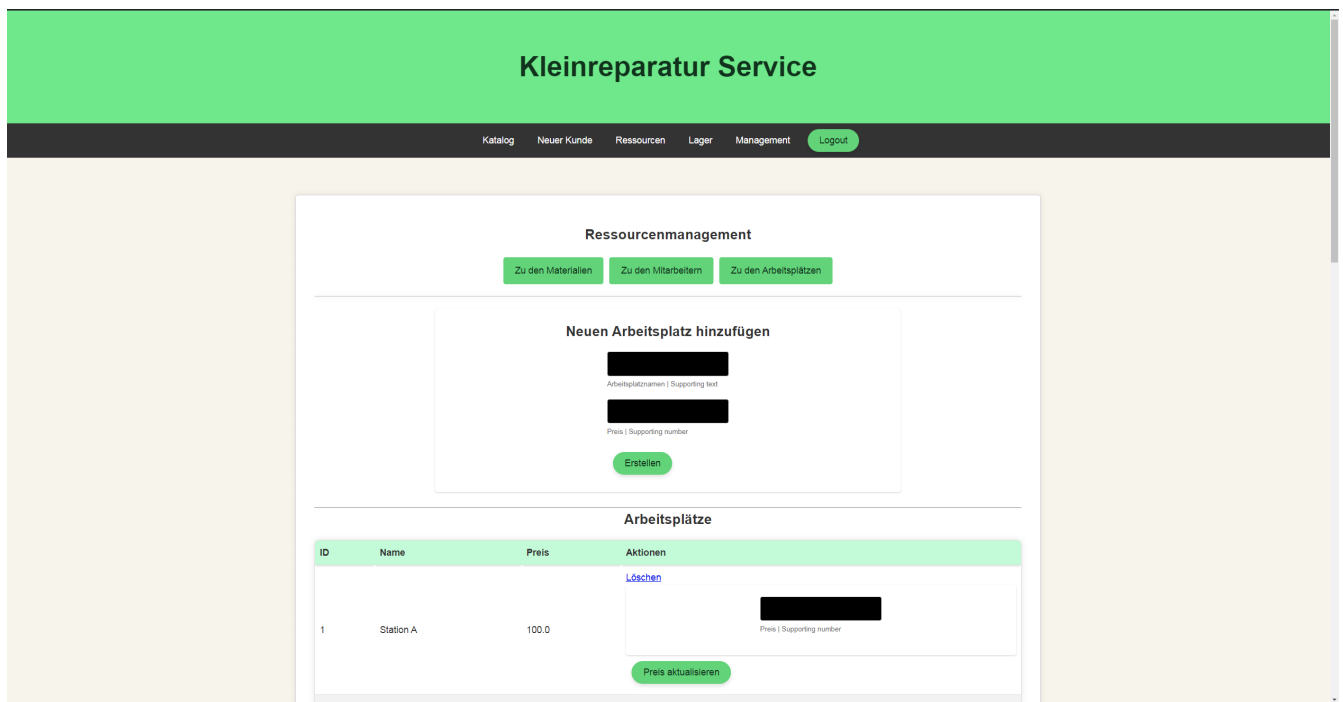 Kleinreparatur Service
Katalog Neuer Kunde Ressourcen Lager Management Logout
Ressourcenmanagement
Zu den Materialien Zu den Mitarbeitern Zu den Arbeitsplätzen
Neuen Arbeitsplatz hinzufügen
Arbeitsplatznamen | Supporting text
Preis | Supporting number
Erstellen
Arbeitsplätze
ID Name Preis Aktionen
Löschen
1 Station A 100.0 Preis | Supporting number
Preis aktualisieren